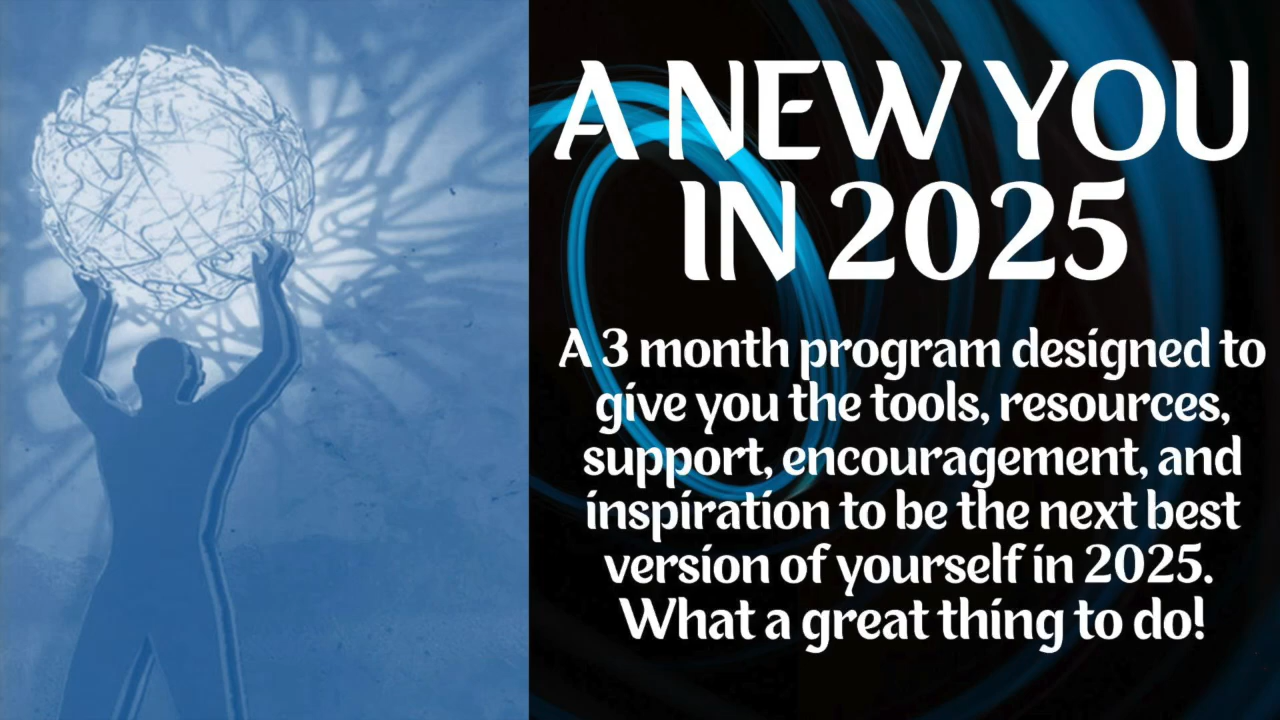 A NEW YOU
IN 2025
A 3 month program designed to
give you the tools, resources,
support, encouragement, and
inspiration to be the next best
version of yourself in 2025.
What a great thing to do!